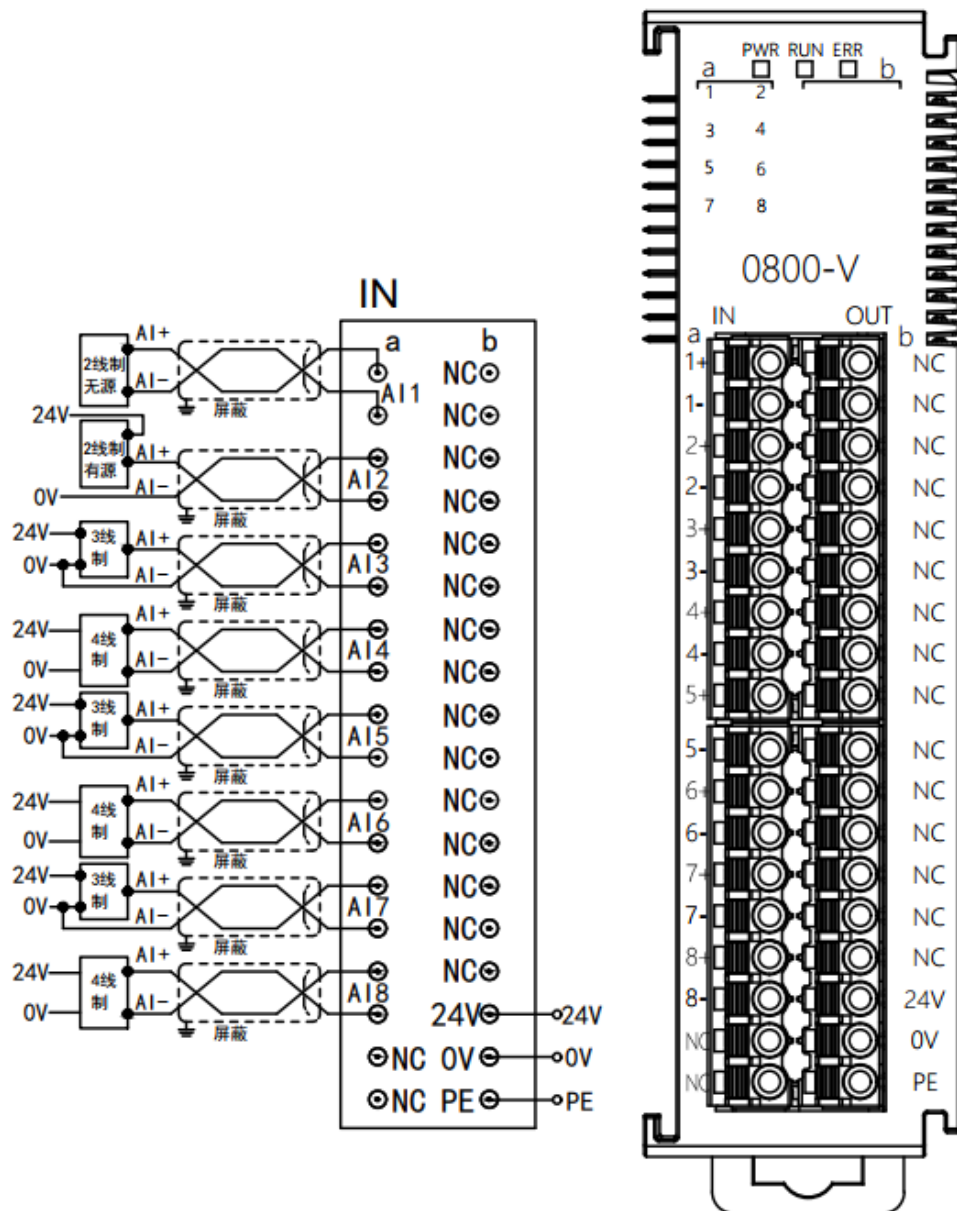 IN
a b
AI+
2线制
无源
AI-
屏蔽
AI1
NC
NC
24V
2线制
有源
AI+
AI-
0V
屏蔽
AI2
NC
NC
24V
3线
制
0V
AI+
AI-
屏蔽
AI3
NC
NC
24V
4线
制
0V
AI+
AI-
屏蔽
AI4
NC
NC
24V
3线
制
0V
AI+
AI-
屏蔽
AI5
NC
NC
24V
4线
制
0V
AI+
AI-
屏蔽
AI6
NC
NC
24V
3线
制
0V
AI+
AI-
屏蔽
AI7
NC
NC
24V
4线
制
0V
AI+
AI-
屏蔽
AI8
NC
24V 24V
NC 0V 0V
NC PE PE
PWR RUN ERR
a b
1 2
3 4
5 6
7 8
0800-V
IN OUT
a b
1+ NC
1- NC
2+ NC
2- NC
3+ NC
3- NC
4+ NC
4- NC
5+ NC
5- NC
6+ NC
6- NC
7+ NC
7- NC
8+ NC
8- 24V
NC 0V
NC PE